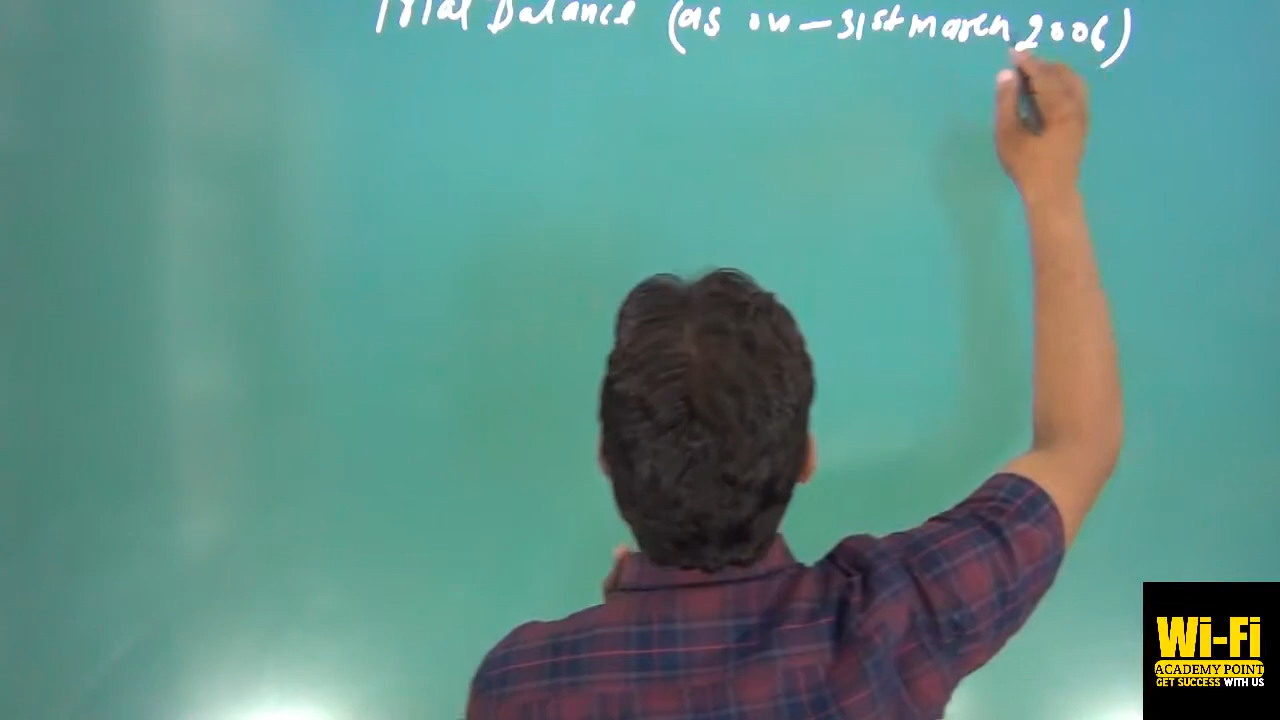 Trial Balance (as on - 31st march 2006)
Wi-Fi
ACADEMY POINT
GET SUCCESS WITH US